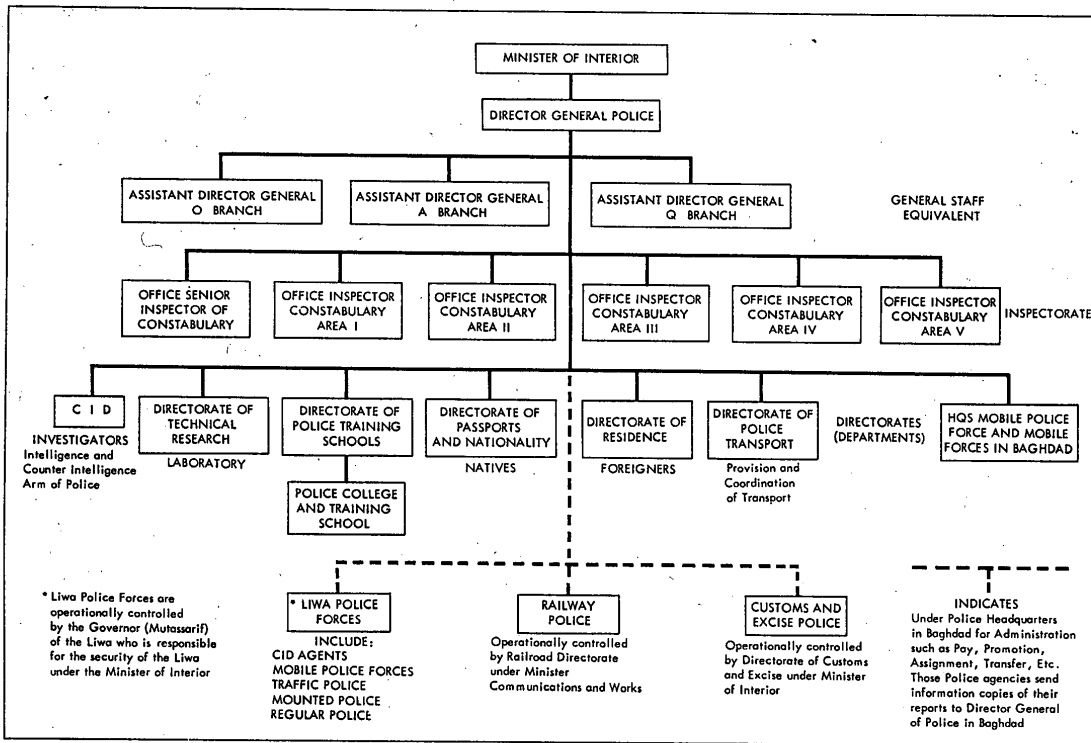 MINISTER OF INTERIOR
DIRECTOR GENERAL POLICE
ASSISTANT DIRECTOR GENERAL
O BRANCH
ASSISTANT DIRECTOR GENERAL
A BRANCH
ASSISTANT DIRECTOR GENERAL
Q BRANCH
GENERAL STAFF
EQUIVALENT
OFFICE SENIOR
INSPECTOR OF
CONSTABULARY
OFFICE INSPECTOR
CONSTABULARY
AREA I
OFFICE INSPECTOR
CONSTABULARY
AREA II
OFFICE INSPECTOR
CONSTABULARY
AREA III
OFFICE INSPECTOR
CONSTABULARY
AREA IV
OFFICE INSPECTOR
CONSTABULARY
AREA V
INSPECTORATE
C I D
INVESTIGATORS
Intelligence and
Counter Intelligence
Arm of Police
DIRECTORATE OF
TECHNICAL
RESEARCH
LABORATORY
DIRECTORATE OF
POLICE TRAINING
SCHOOLS
POLICE COLLEGE
AND TRAINING
SCHOOL
DIRECTORATE OF
PASSPORTS
AND NATIONALITY
NATIVES
DIRECTORATE OF
RESIDENCE
FOREIGNERS
DIRECTORATE OF
POLICE
TRANSPORT
Provision and
Coordination
of Transport
DIRECTORATES
(DEPARTMENTS)
HQS MOBILE POLICE
FORCE AND MOBILE
FORCES IN BAGHDAD
* Liwa Police Forces are
operationally controlled
by the Governor (Mutassarif)
of the Liwa who is responsible
for the security of the Liwa
under the Minister of Interior
* LIWA POLICE
FORCES
INCLUDE:
CID AGENTS
MOBILE POLICE FORCES
TRAFFIC POLICE
MOUNTED POLICE
REGULAR POLICE
RAILWAY
POLICE
Operationally controlled
by Railroad Directorate
under Minister
Communications and Works
CUSTOMS AND
EXCISE POLICE
Operationally controlled
by Directorate of Customs
and Excise under Minister
of Interior
INDICATES
Under Police Headquarters
in Baghdad for Administration
such as Pay, Promotion,
Assignment, Transfer, Etc.
Those Police agencies send
information copies of their
reports to Director General
of Police in Baghdad